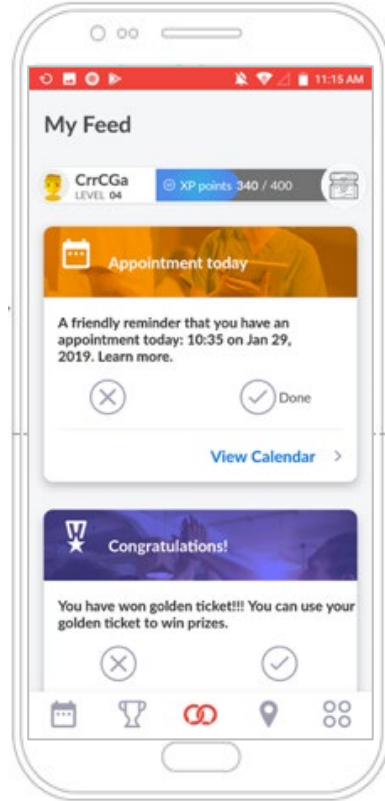 11:15 AM
My Feed
CrrCGa
LEVEL 04
XP points 340 / 400
Appointment today
A friendly reminder that you have an
appointment today: 10:35 on Jan 29,
2019. Learn more.
Done
View Calendar
Congratulations!
You have won golden ticket!!! You can use your
golden ticket to win prizes.